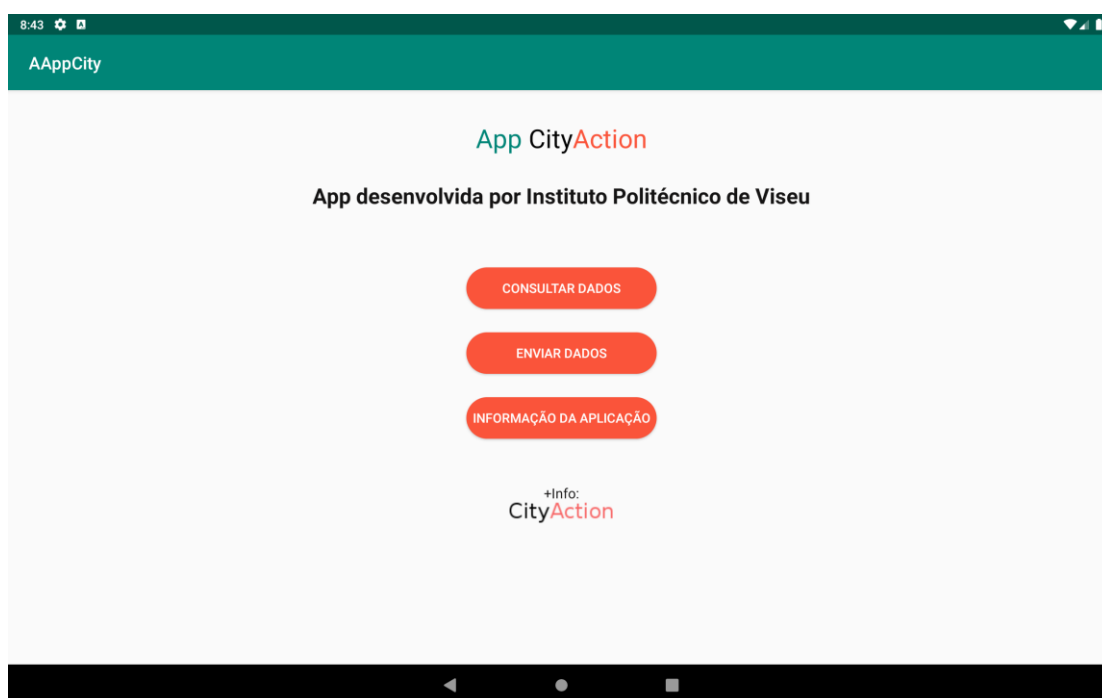 8:43
AAppCity
App CityAction
App desenvolvida por Instituto Politécnico de Viseu
CONSULTAR DADOS
ENVIAR DADOS
INFORMAÇÃO DA APLICAÇÃO
+Info:
CityAction